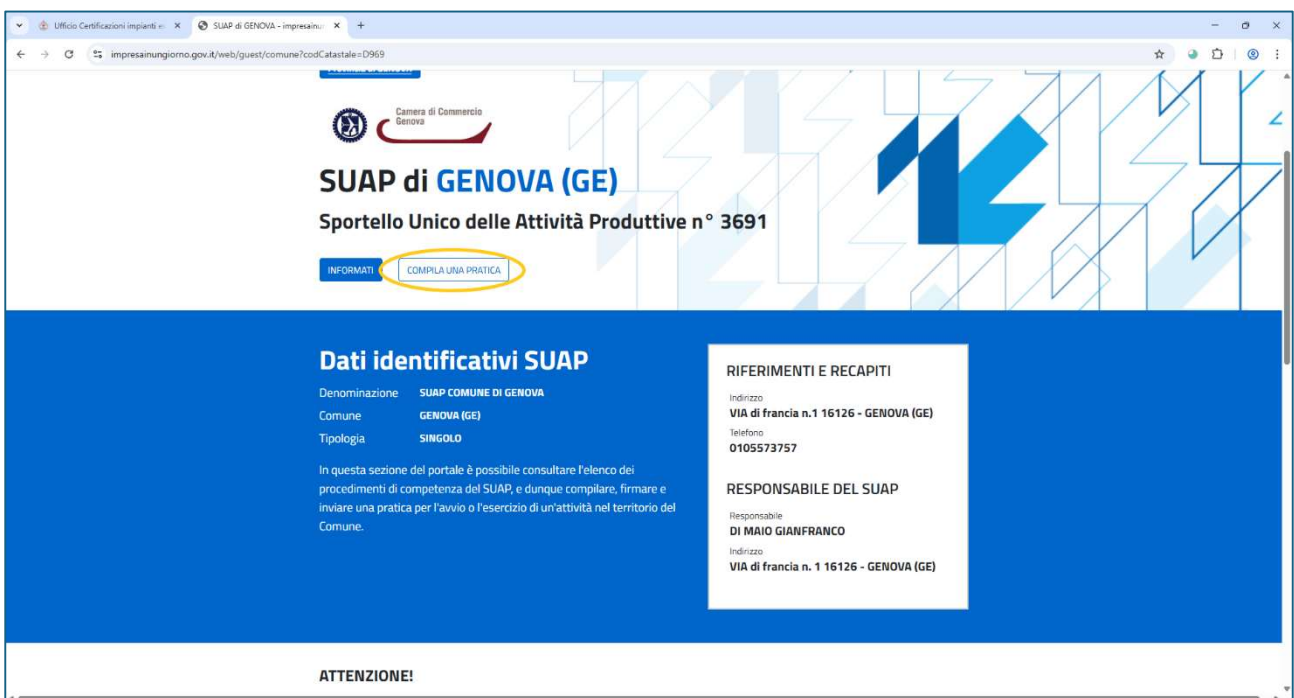 Ufficio Certificazioni impianti e
SUAP di GENOVA - impresainu
impresainungiorno.gov.it/web/guest/comune?codCatastale=D969
Camera di Commercio
Genova
SUAP di GENOVA (GE)
Sportello Unico delle Attività Produttive n° 3691
INFORMATI
COMPILA UNA PRATICA
Dati identificativi SUAP
Denominazione SUAP COMUNE DI GENOVA
Comune GENOVA (GE)
Tipologia SINGOLO
In questa sezione del portale è possibile consultare l'elenco dei
procedimenti di competenza del SUAP, e dunque compilare, firmare e
inviare una pratica per l'avvio o l'esercizio di un'attività nel territorio del
Comune.
RIFERIMENTI E RECAPITI
Indirizzo
VIA di francia n.1 16126 - GENOVA (GE)
Telefono
0105573757
RESPONSABILE DEL SUAP
Responsabile
DI MAIO GIANFRANCO
Indirizzo
VIA di francia n. 1 16126 - GENOVA (GE)
ATTENZIONE!